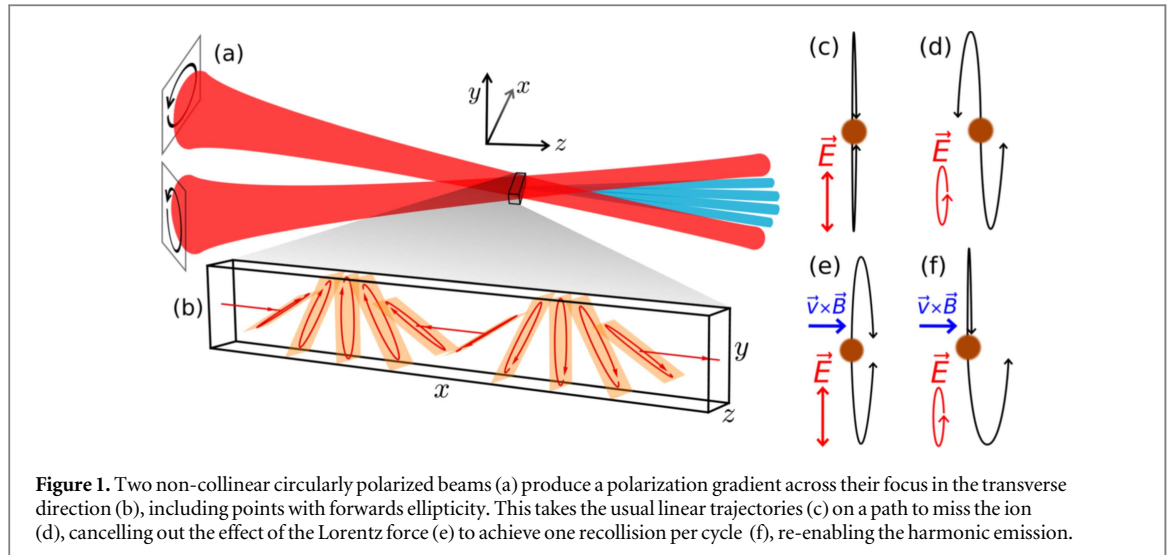 (a)
y
x
z
(b)
x
y
z
(c)
E⃗
(d)
E⃗
(e)
v⃗×B⃗
E⃗
(f)
v⃗×B⃗
E⃗
Figure 1. Two non-collinear circularly polarized beams (a) produce a polarization gradient across their focus in the transverse
direction (b), including points with forwards ellipticity. This takes the usual linear trajectories (c) on a path to miss the ion
(d), cancelling out the effect of the Lorentz force (e) to achieve one recollision per cycle (f), re-enabling the harmonic emission.